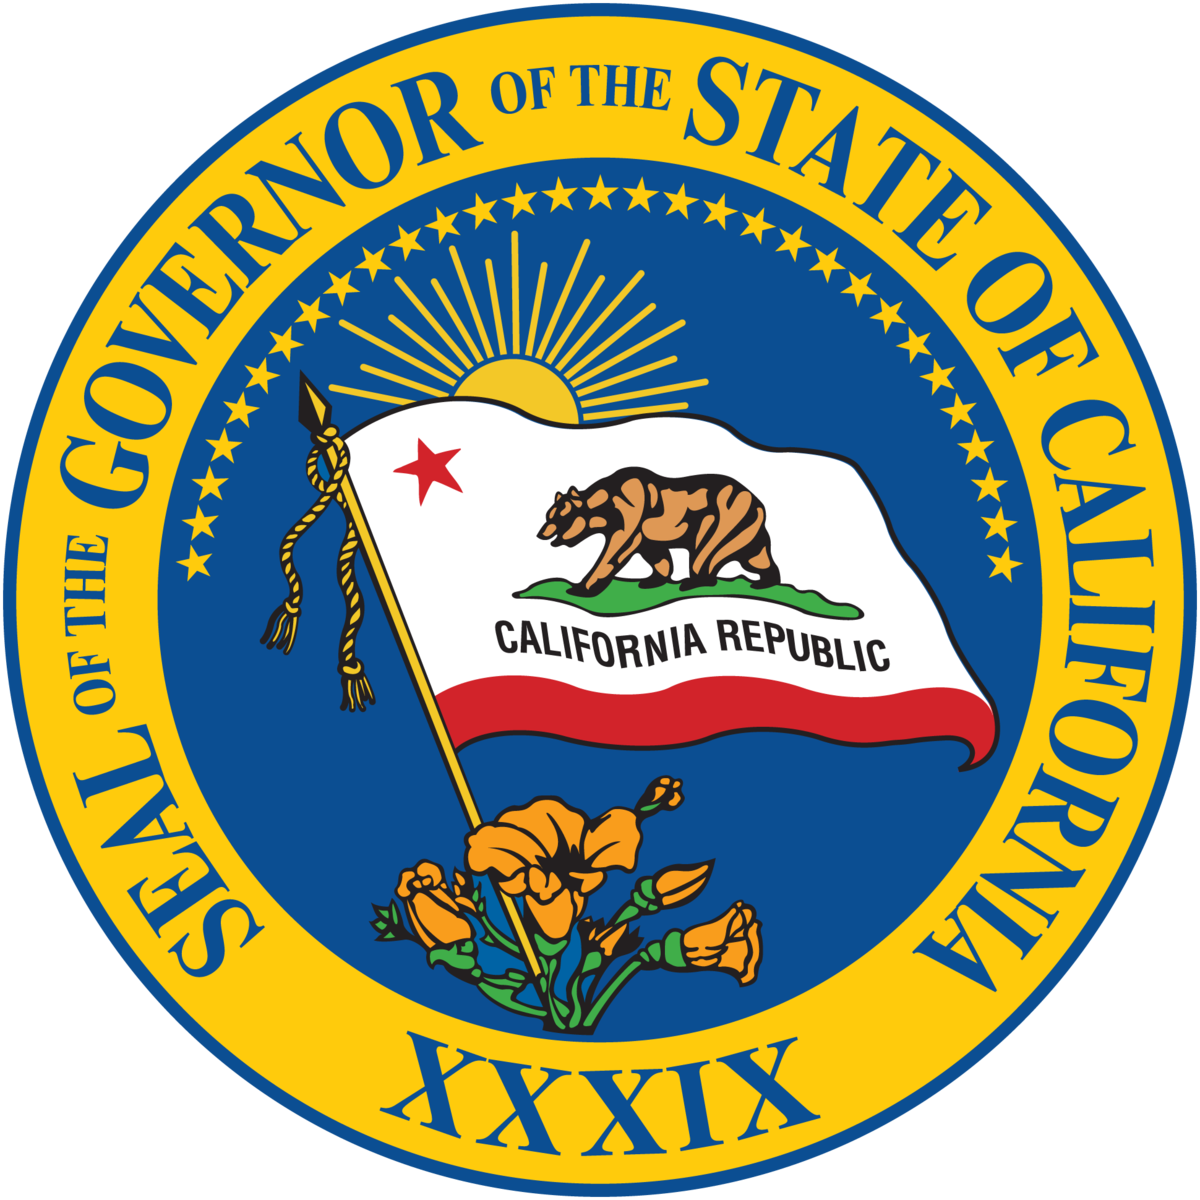 SEAL OF THE GOVERNOR OF THE STATE OF CALIFORNIA
CALIFORNIA REPUBLIC
XXXIX